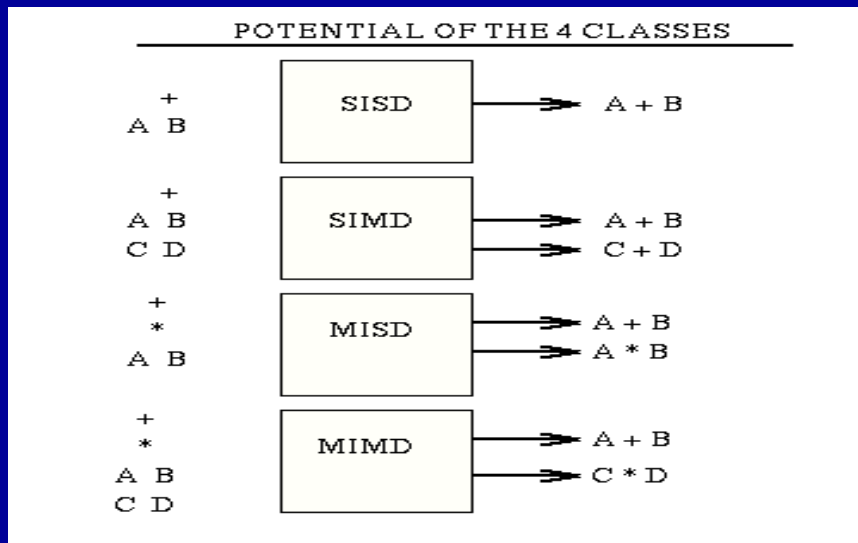 POTENTIAL OF THE 4 CLASSES
+
A B
SISD
A + B
+
A B
C D
SIMD
A + B
C + D
+
*
A B
MISD
A + B
A * B
+
*
A B
C D
MIMD
A + B
C * D